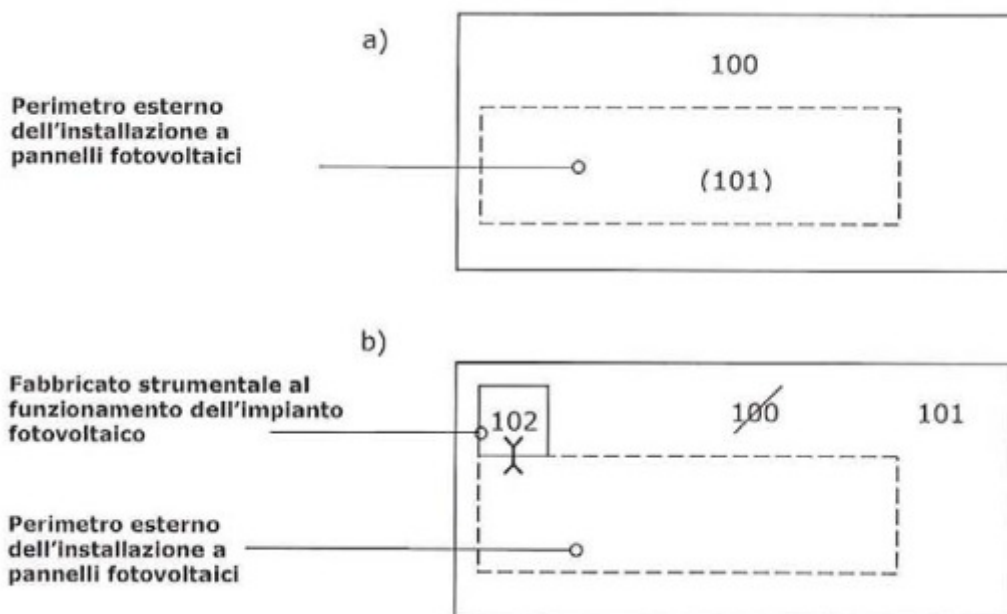 a)
100
Perimetro esterno
dell'installazione a
pannelli fotovoltaici
(101)
b)
Fabbricato strumentale al
funzionamento dell'impianto
fotovoltaico
102
100
101
Perimetro esterno
dell'installazione a
pannelli fotovoltaici